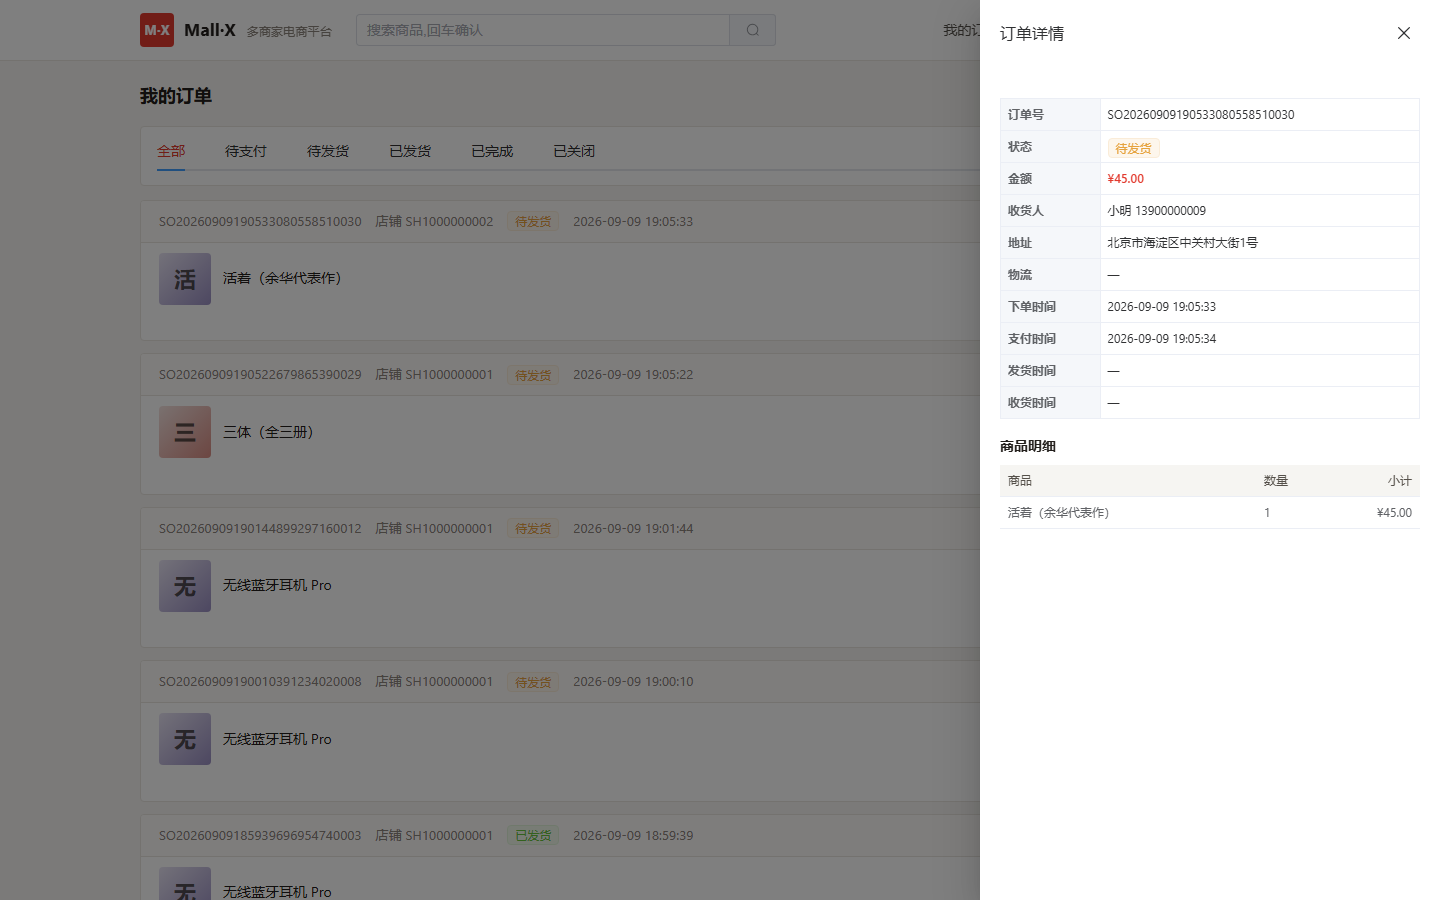 M·X Mall·X 多商家电商平台 搜索商品,回车确认
我的订单
全部 待支付 待发货 已发货 已完成 已关闭
SO20260909190533080558510030 店铺 SH1000000002 待发货 2026-09-09 19:05:33
活 活着（余华代表作）
SO20260909190522679865390029 店铺 SH1000000001 待发货 2026-09-09 19:05:22
三 三体（全三册）
SO20260909190144899297160012 店铺 SH1000000001 待发货 2026-09-09 19:01:44
无 无线蓝牙耳机 Pro
SO20260909190010391234020008 店铺 SH1000000001 待发货 2026-09-09 19:00:10
无 无线蓝牙耳机 Pro
SO20260909185939696954740003 店铺 SH1000000001 已发货 2026-09-09 18:59:39
无 无线蓝牙耳机 Pro
订单详情
订单号 SO20260909190533080558510030
状态 待发货
金额 ¥45.00
收货人 小明 13900000009
地址 北京市海淀区中关村大街1号
物流 —
下单时间 2026-09-09 19:05:33
支付时间 2026-09-09 19:05:34
发货时间 —
收货时间 —
商品明细
商品 数量 小计
活着（余华代表作） 1 ¥45.00